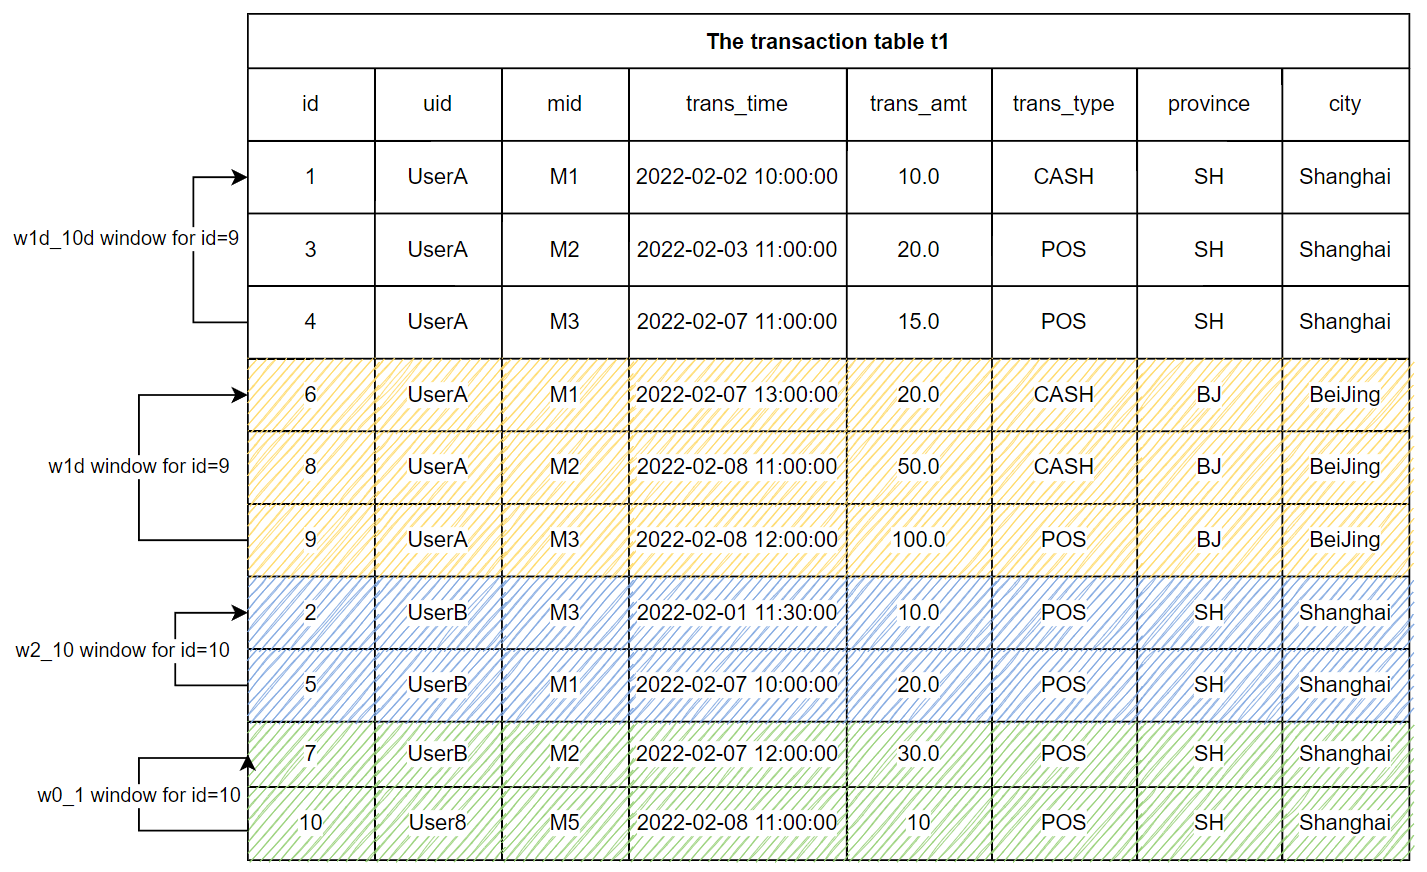 The transaction table t1
id uid mid trans_time trans_amt trans_type province city
1 UserA M1 2022-02-02 10:00:00 10.0 CASH SH Shanghai
w1d_10d window for id=9
3 UserA M2 2022-02-03 11:00:00 20.0 POS SH Shanghai
4 UserA M3 2022-02-07 11:00:00 15.0 POS SH Shanghai
6 UserA M1 2022-02-07 13:00:00 20.0 CASH BJ BeiJing
w1d window for id=9
8 UserA M2 2022-02-08 11:00:00 50.0 CASH BJ BeiJing
9 UserA M3 2022-02-08 12:00:00 100.0 POS BJ BeiJing
2 UserB M3 2022-02-01 11:30:00 10.0 POS SH Shanghai
w2_10 window for id=10
5 UserB M1 2022-02-07 10:00:00 20.0 POS SH Shanghai
7 UserB M2 2022-02-07 12:00:00 30.0 POS SH Shanghai
w0_1 window for id=10
10 User8 M5 2022-02-08 11:00:00 10 POS SH Shanghai